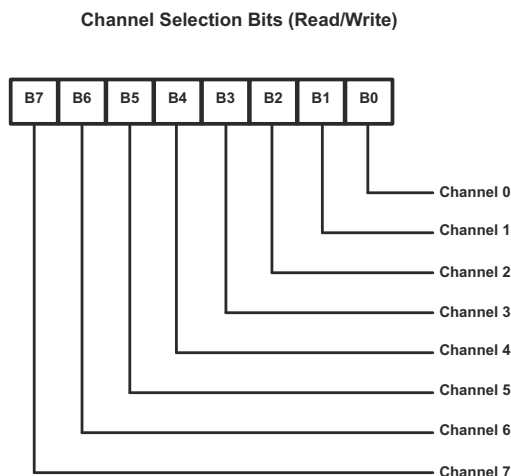 Channel Selection Bits (Read/Write)
B7 B6 B5 B4 B3 B2 B1 B0
Channel 0
Channel 1
Channel 2
Channel 3
Channel 4
Channel 5
Channel 6
Channel 7